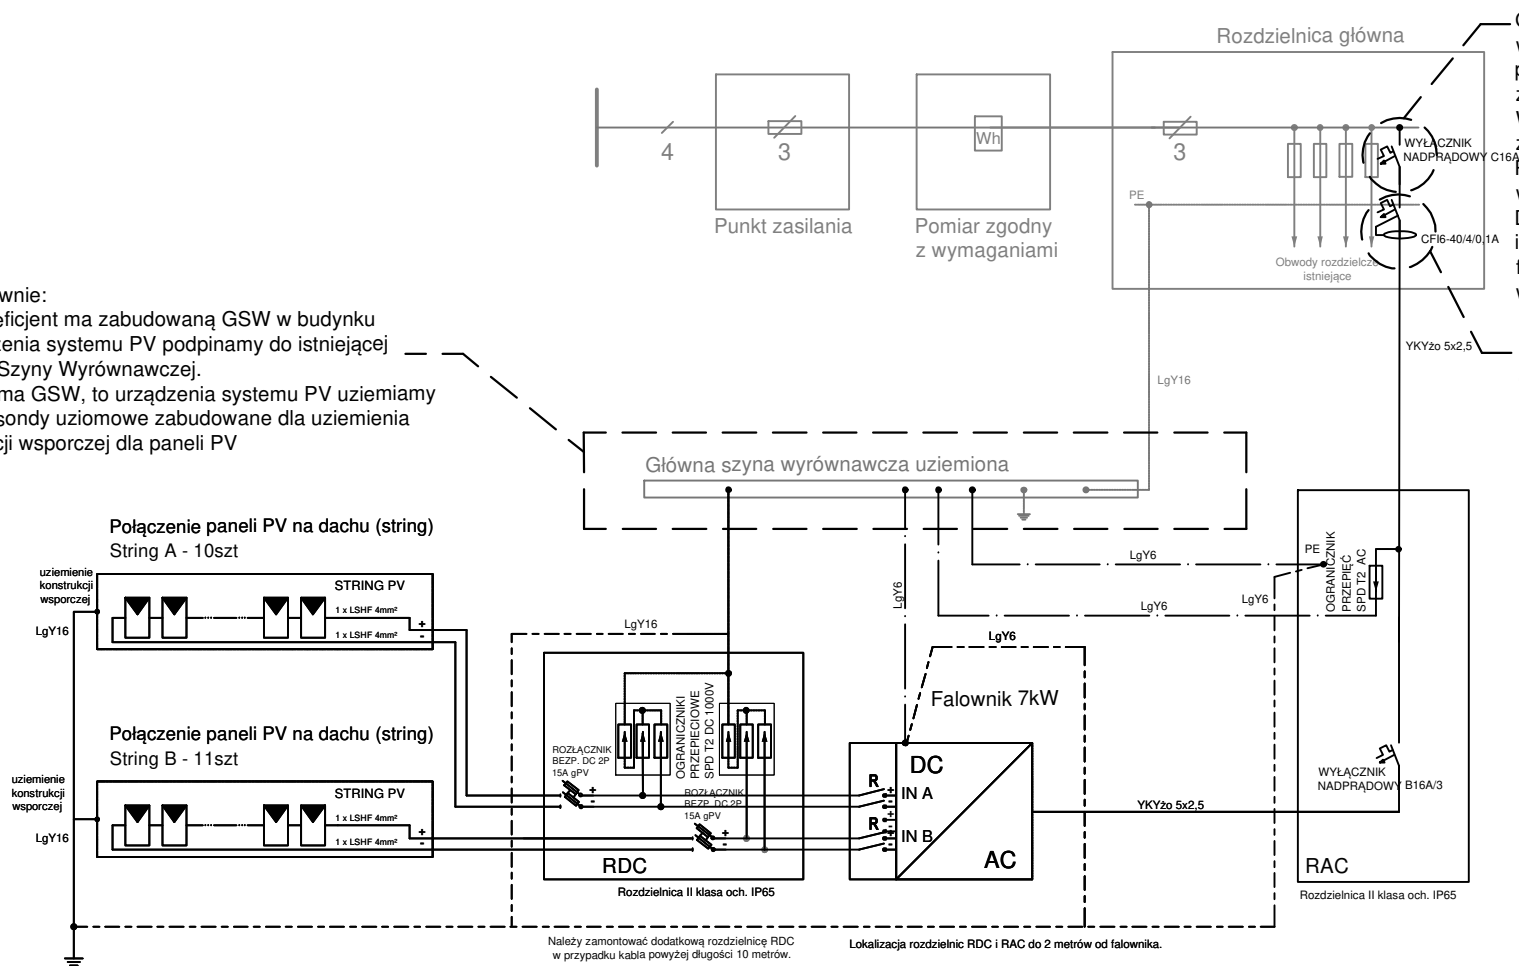 Rozdzielnica główna
4
3
Wh
3
WYŁĄCZNIK
NADPRĄDOWY C16A
PE
Punkt zasilania
Pomiar zgodny
z wymaganiami
CFI6-40/4/0,1A
Obwody rozdzielcze
istniejące
YKYżo 5x2,5
LgY16
wnie:
eficjent ma zabudowaną GSW w budynku
zenia systemu PV podpinamy do istniejącej
Szyny Wyrównawczej.
ma GSW, to urządzenia systemu PV uziemiamy
sondy uziomowe zabudowane dla uziemienia
cji wsporczej dla paneli PV
Główna szyna wyrównawcza uziemiona
Połączenie paneli PV na dachu (string)
String A - 10szt
uziemienie
konstrukcji
wsporczej
LgY16
STRING PV
1 x LSHF 4mm²
1 x LSHF 4mm²
+
-
LgY16
LgY6
LgY6
LgY6
LgY6
LgY6
PE
OGRANICZNIK
PRZEPIĘĆ
SPD T2 AC
Połączenie paneli PV na dachu (string)
String B - 11szt
uziemienie
konstrukcji
wsporczej
LgY16
STRING PV
1 x LSHF 4mm²
1 x LSHF 4mm²
+
-
OGRANICZNIKI
PRZEPIECIOWE
SPD T2 DC 1000V
ROZŁĄCZNIK
BEZP. DC 2P
15A gPV
+
-
ROZŁĄCZNIK
BEZP. DC 2P
15A gPV
+
-
RDC
Rozdzielnica II klasa och. IP65
Falownik 7kW
DC
R
+
-
IN A
+
-
R
+
-
IN B
AC
YKYżo 5x2,5
WYŁĄCZNIK
NADPRĄDOWY B16A/3
RAC
Rozdzielnica II klasa och. IP65
Należy zamontować dodatkową rozdzielnicę RDC
w przypadku kabla powyżej długości 10 metrów.
Lokalizacja rozdzielnic RDC i RAC do 2 metrów od falownika.